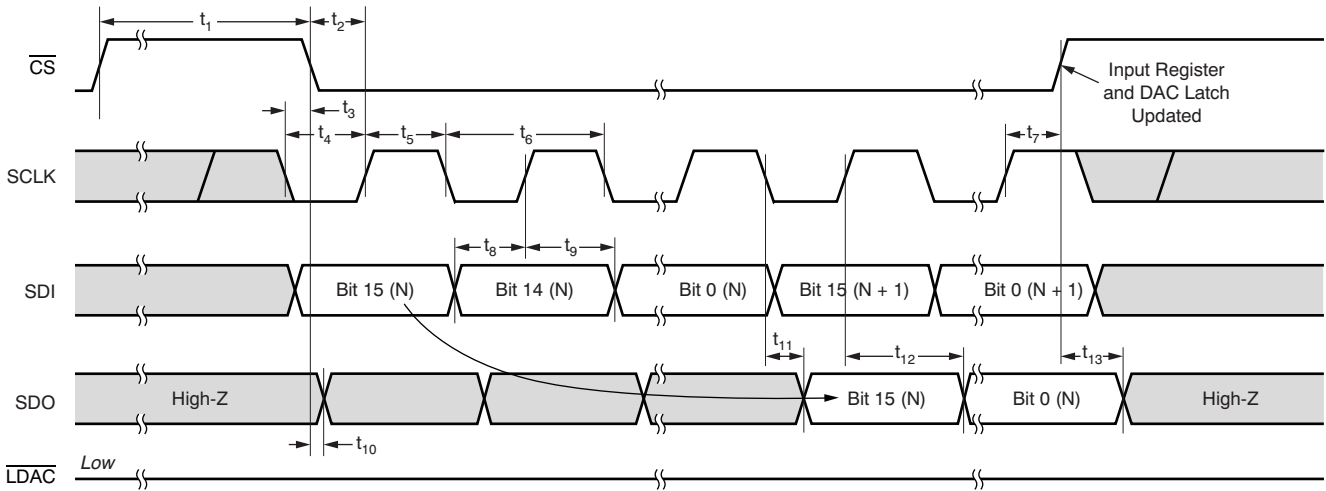 t1
t2
CS
Input Register
and DAC Latch
Updated
t3
t4
t5
t6
t7
SCLK
t8
t9
SDI
Bit 15 (N)
Bit 14 (N)
Bit 0 (N)
Bit 15 (N + 1)
Bit 0 (N + 1)
t11
t12
t13
SDO
High-Z
Bit 15 (N)
Bit 0 (N)
High-Z
t10
LDAC
Low